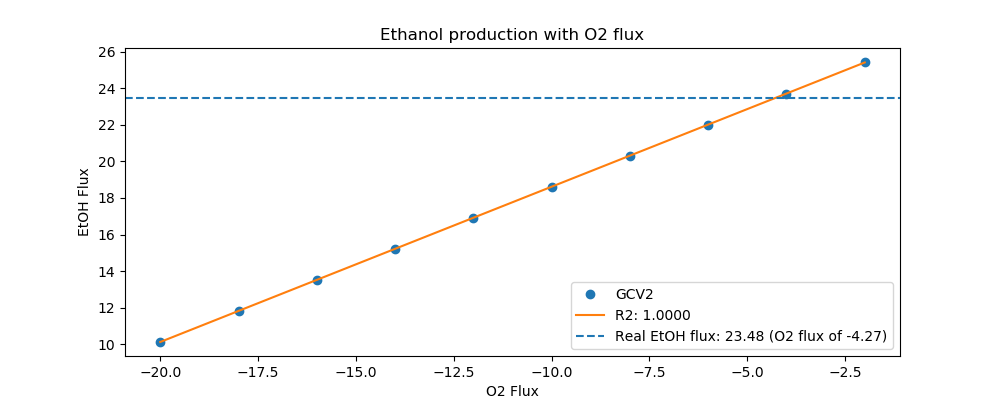 Ethanol production with O2 flux
EtOH Flux
26
24
22
20
18
16
14
12
10
GCV2
R2: 1.0000
Real EtOH flux: 23.48 (O2 flux of -4.27)
−20.0 −17.5 −15.0 −12.5 −10.0 −7.5 −5.0 −2.5
O2 Flux